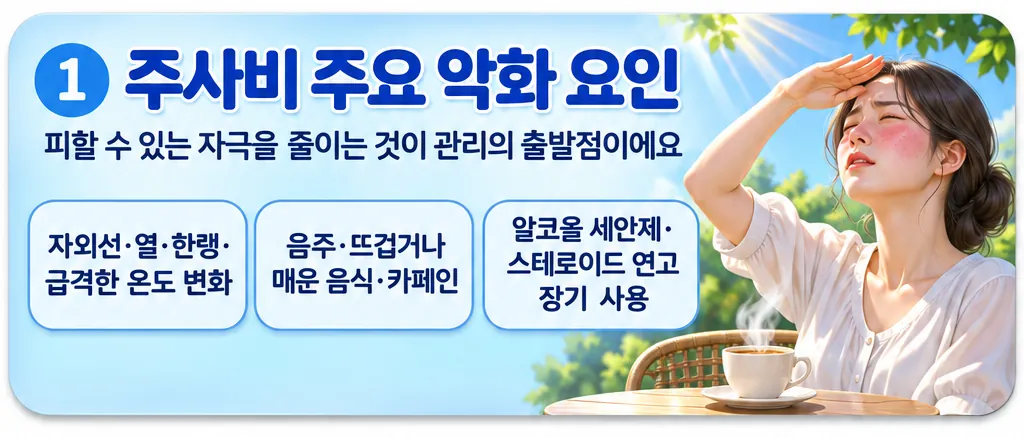 1 주사비 주요 악화 요인
피할 수 있는 자극을 줄이는 것이 관리의 출발점이에요
자외선·열·한랭·
급격한 온도 변화
음주·뜨겁거나
매운 음식·카페인
알코올 세안제·
스테로이드 연고
장기 사용